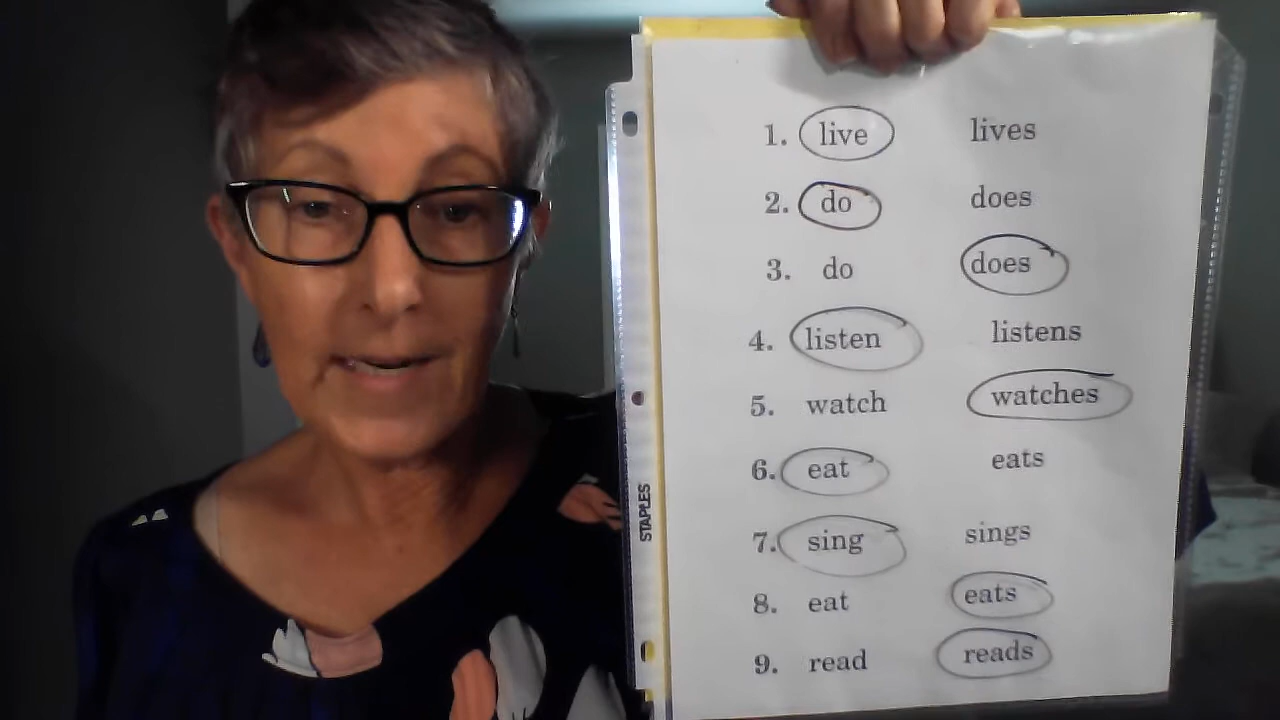 1. live lives
2. do does
3. do does
4. listen listens
5. watch watches
6. eat eats
7. sing sings
8. eat eats
9. read reads
STAPLES